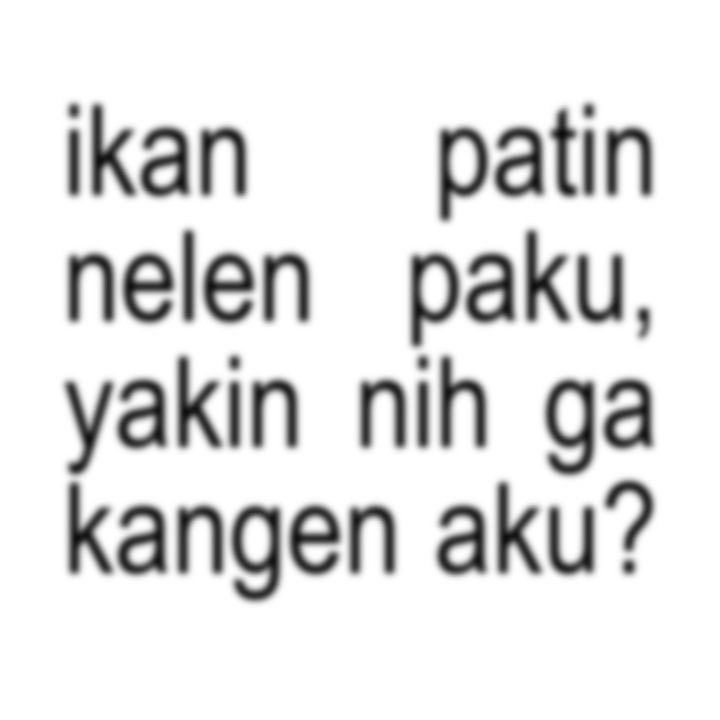 ikan patin
nelen paku,
yakin nih ga
kangen aku?